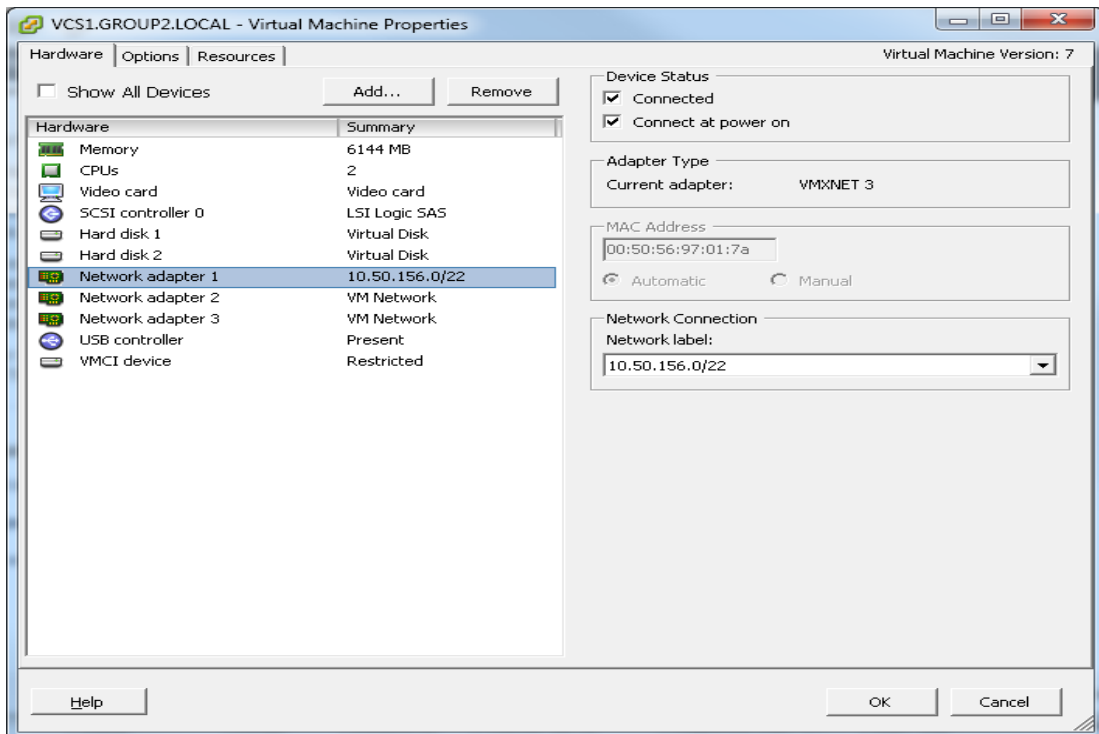 VCS1.GROUP2.LOCAL - Virtual Machine Properties
Hardware Options Resources
Virtual Machine Version: 7
Show All Devices Add... Remove
Hardware Summary
Memory 6144 MB
CPUs 2
Video card Video card
SCSI controller 0 LSI Logic SAS
Hard disk 1 Virtual Disk
Hard disk 2 Virtual Disk
Network adapter 1 10.50.156.0/22
Network adapter 2 VM Network
Network adapter 3 VM Network
USB controller Present
VMCI device Restricted
Device Status
Connected
Connect at power on
Adapter Type
Current adapter: VMXNET 3
MAC Address
00:50:56:97:01:7a
Automatic Manual
Network Connection
Network label:
10.50.156.0/22
Help OK Cancel